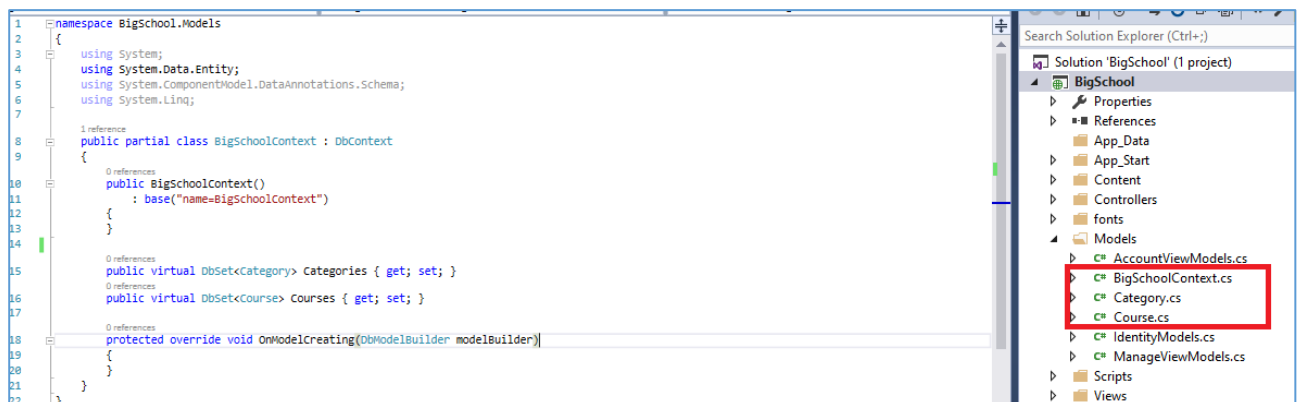 1 namespace BigSchool.Models
2 {
3 using System;
4 using System.Data.Entity;
5 using System.ComponentModel.DataAnnotations.Schema;
6 using System.Linq;
7
1 reference
8 public partial class BigSchoolContext : DbContext
9 {
0 references
10 public BigSchoolContext()
11 : base("name=BigSchoolContext")
12 {
13 }
14
0 references
15 public virtual DbSet<Category> Categories { get; set; }
0 references
16 public virtual DbSet<Course> Courses { get; set; }
17
0 references
18 protected override void OnModelCreating(DbModelBuilder modelBuilder)
19 {
20 }
21 }
22 }
Search Solution Explorer (Ctrl+;)
Solution 'BigSchool' (1 project)
BigSchool
Properties
References
App_Data
App_Start
Content
Controllers
fonts
Models
C# AccountViewModels.cs
C# BigSchoolContext.cs
C# Category.cs
C# Course.cs
C# IdentityModels.cs
C# ManageViewModels.cs
Scripts
Views